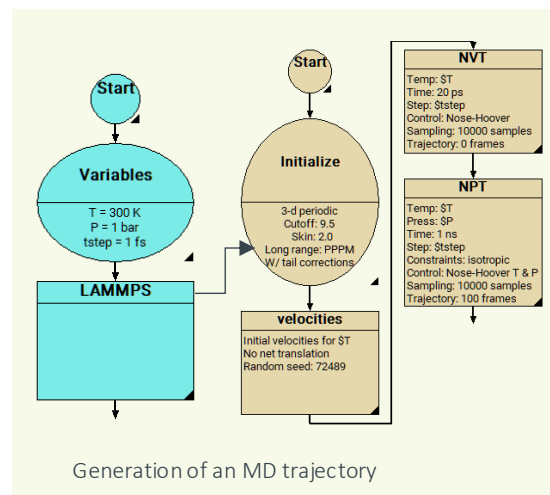 Start
Variables
T = 300 K
P = 1 bar
tstep = 1 fs
LAMMPS
Start
Initialize
3-d periodic
Cutoff: 9.5
Skin: 2.0
Long range: PPPM
W/ tail corrections
velocities
Initial velocities for $T
No net translation
Random seed: 72489
NVT
Temp: $T
Time: 20 ps
Step: $tstep
Control: Nose-Hoover
Sampling: 10000 samples
Trajectory: 0 frames
NPT
Temp: $T
Press: $P
Time: 1 ns
Step: $tstep
Constraints: isotropic
Control: Nose-Hoover T & P
Sampling: 10000 samples
Trajectory: 100 frames
Generation of an MD trajectory